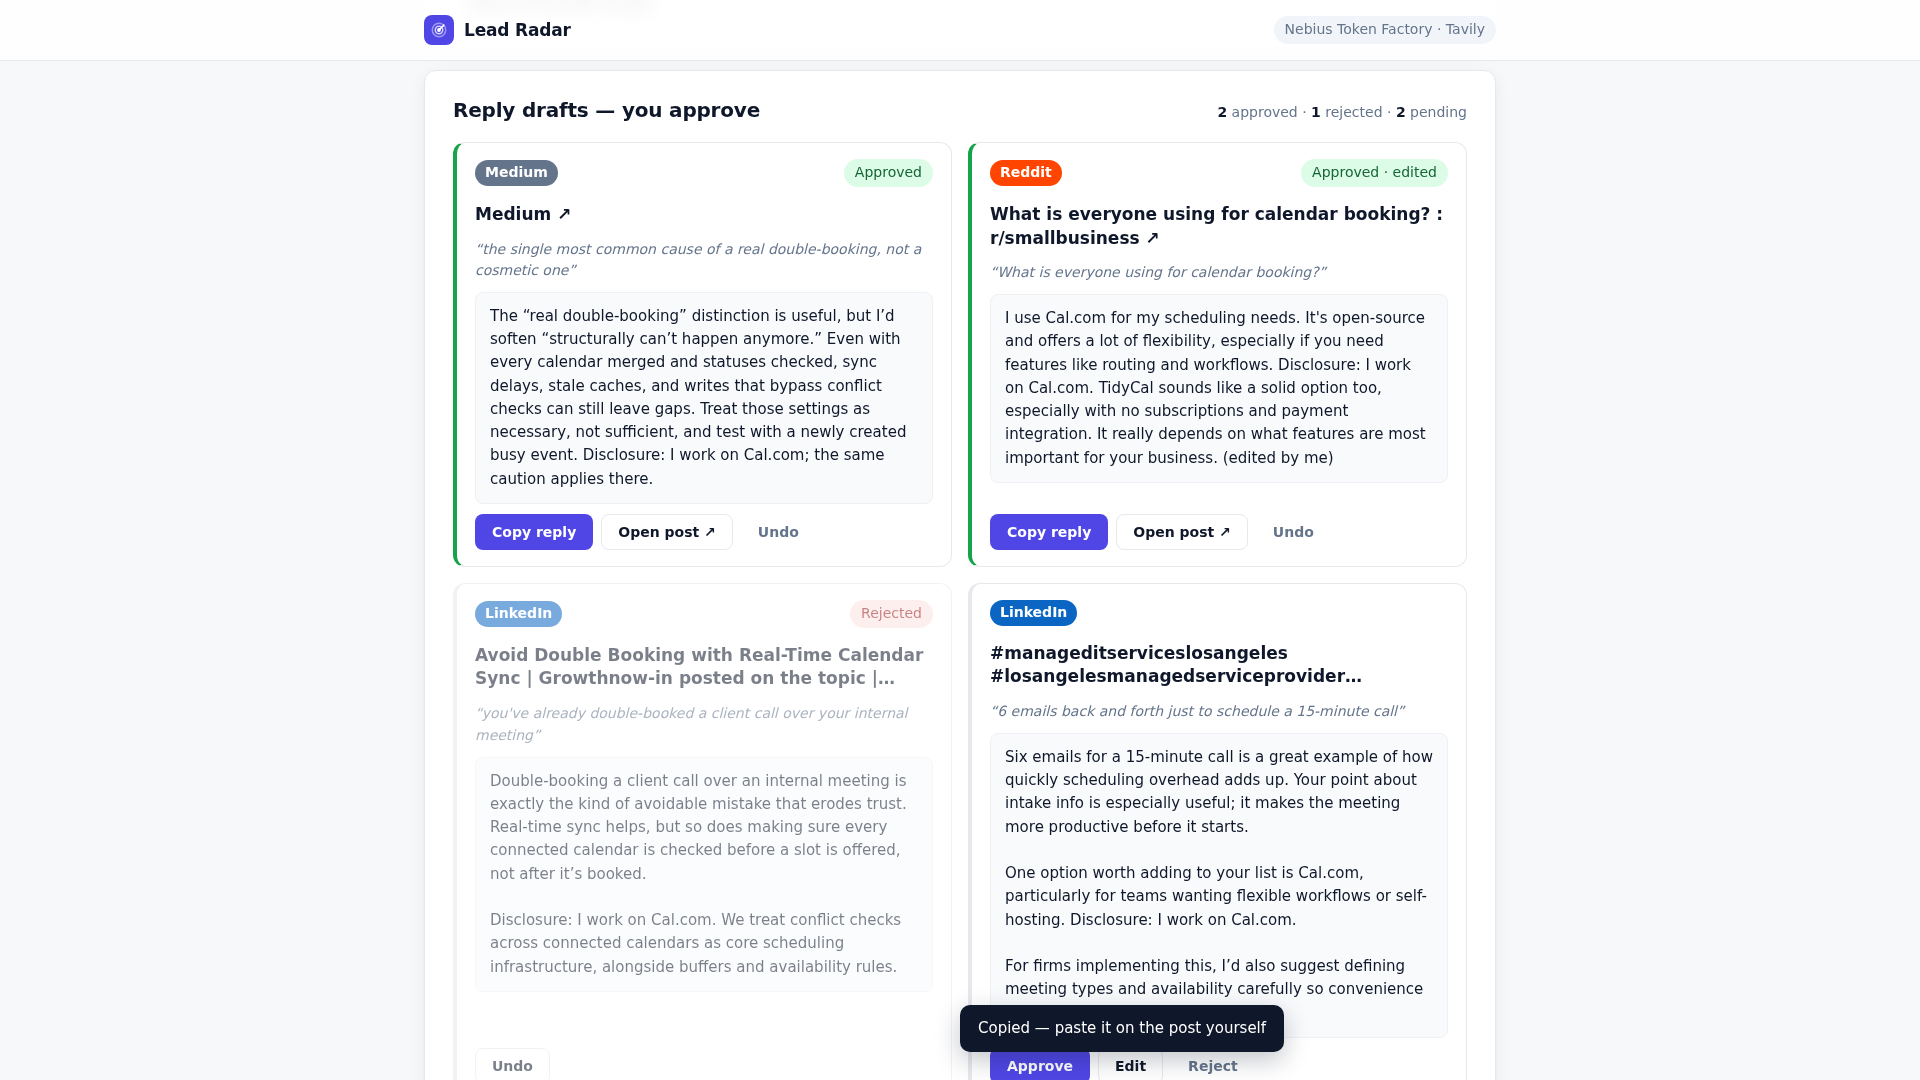 Lead Radar
Nebius Token Factory · Tavily
Reply drafts — you approve
2 approved · 1 rejected · 2 pending
Medium
Approved
Medium ↗
“the single most common cause of a real double-booking, not a
cosmetic one”
The “real double-booking” distinction is useful, but I’d
soften “structurally can’t happen anymore.” Even with
every calendar merged and statuses checked, sync
delays, stale caches, and writes that bypass conflict
checks can still leave gaps. Treat those settings as
necessary, not sufficient, and test with a newly created
busy event. Disclosure: I work on Cal.com; the same
caution applies there.
Copy reply
Open post ↗
Undo
Reddit
Approved · edited
What is everyone using for calendar booking? :
r/smallbusiness ↗
“What is everyone using for calendar booking?”
I use Cal.com for my scheduling needs. It's open-source
and offers a lot of flexibility, especially if you need
features like routing and workflows. Disclosure: I work
on Cal.com. TidyCal sounds like a solid option too,
especially with no subscriptions and payment
integration. It really depends on what features are most
important for your business. (edited by me)
Copy reply
Open post ↗
Undo
LinkedIn
Rejected
Avoid Double Booking with Real-Time Calendar
Sync | Growthnow-in posted on the topic |…
“you've already double-booked a client call over your internal
meeting”
Double-booking a client call over an internal meeting is
exactly the kind of avoidable mistake that erodes trust.
Real-time sync helps, but so does making sure every
connected calendar is checked before a slot is offered,
not after it’s booked.
Disclosure: I work on Cal.com. We treat conflict checks
across connected calendars as core scheduling
infrastructure, alongside buffers and availability rules.
Undo
LinkedIn
#manageditserviceslosangeles
#losangelesmanagedserviceprovider…
“6 emails back and forth just to schedule a 15-minute call”
Six emails for a 15-minute call is a great example of how
quickly scheduling overhead adds up. Your point about
intake info is especially useful; it makes the meeting
more productive before it starts.
One option worth adding to your list is Cal.com,
particularly for teams wanting flexible workflows or self-
hosting. Disclosure: I work on Cal.com.
For firms implementing this, I’d also suggest defining
meeting types and availability carefully so convenience
Copied — paste it on the post yourself
Approve
Edit
Reject